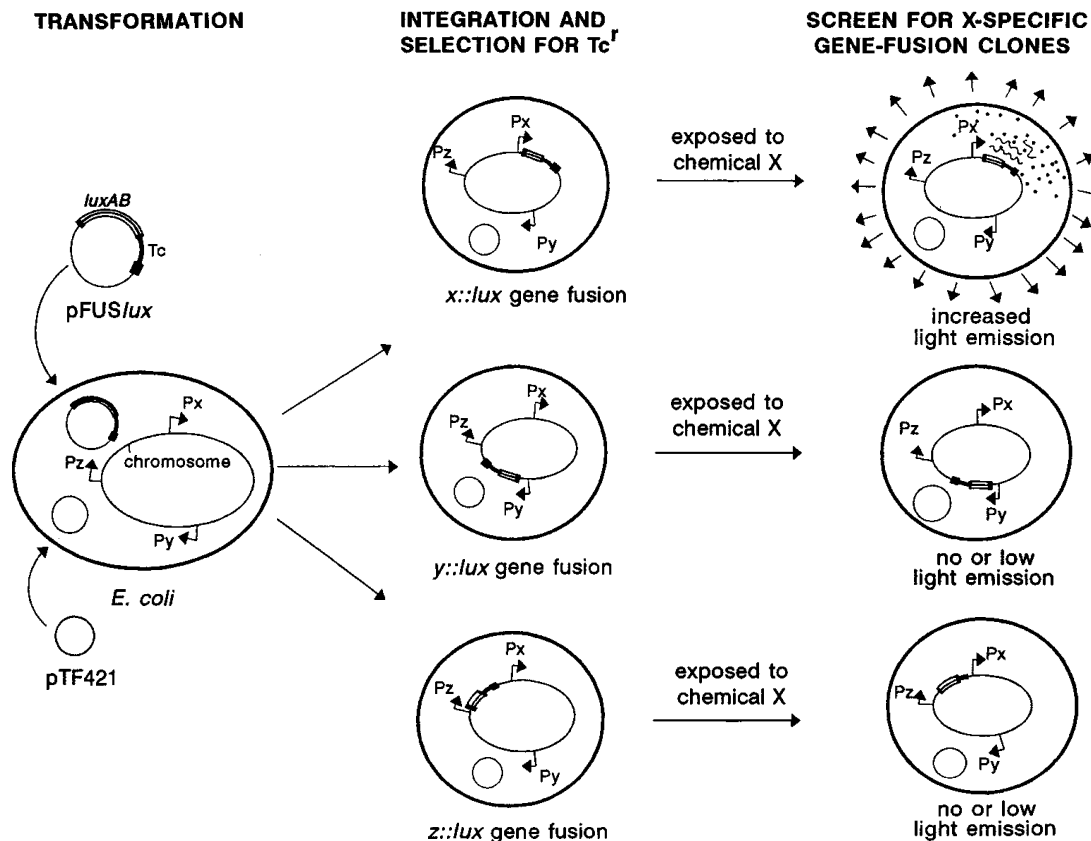 TRANSFORMATION
INTEGRATION AND
SELECTION FOR Tcʳ
SCREEN FOR X-SPECIFIC
GENE-FUSION CLONES
luxAB
Tc
pFUSlux
Px
Pz
chromosome
Py
E. coli
pTF421
Px
Pz
Py
x::lux gene fusion
exposed to
chemical X
Px
Pz
Py
increased
light emission
Px
Pz
Py
y::lux gene fusion
exposed to
chemical X
Px
Pz
Py
no or low
light emission
Px
Pz
Py
z::lux gene fusion
exposed to
chemical X
Px
Pz
Py
no or low
light emission